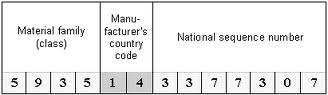 Material family
(class)
Manu-
facturer's
country
code
National sequence number
5 9 3 5 1 4 3 3 7 7 3 0 7